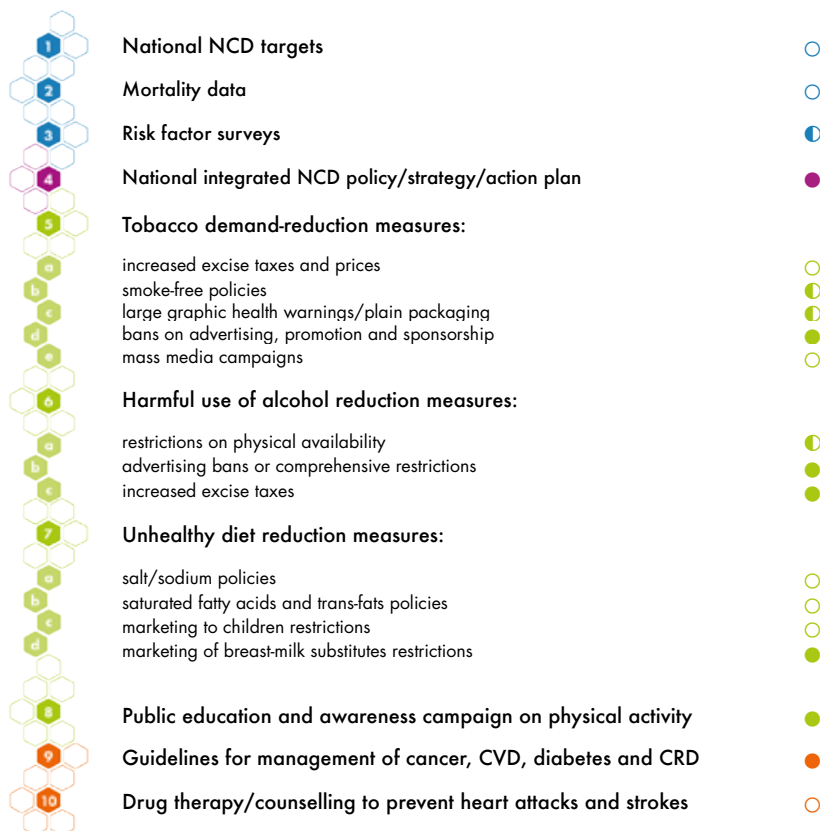 1 National NCD targets
2 Mortality data
3 Risk factor surveys
4 National integrated NCD policy/strategy/action plan
5 Tobacco demand-reduction measures:
a increased excise taxes and prices
b smoke-free policies
c large graphic health warnings/plain packaging
d bans on advertising, promotion and sponsorship
e mass media campaigns
6 Harmful use of alcohol reduction measures:
a restrictions on physical availability
b advertising bans or comprehensive restrictions
c increased excise taxes
7 Unhealthy diet reduction measures:
a salt/sodium policies
b saturated fatty acids and trans-fats policies
c marketing to children restrictions
d marketing of breast-milk substitutes restrictions
8 Public education and awareness campaign on physical activity
9 Guidelines for management of cancer, CVD, diabetes and CRD
10 Drug therapy/counselling to prevent heart attacks and strokes